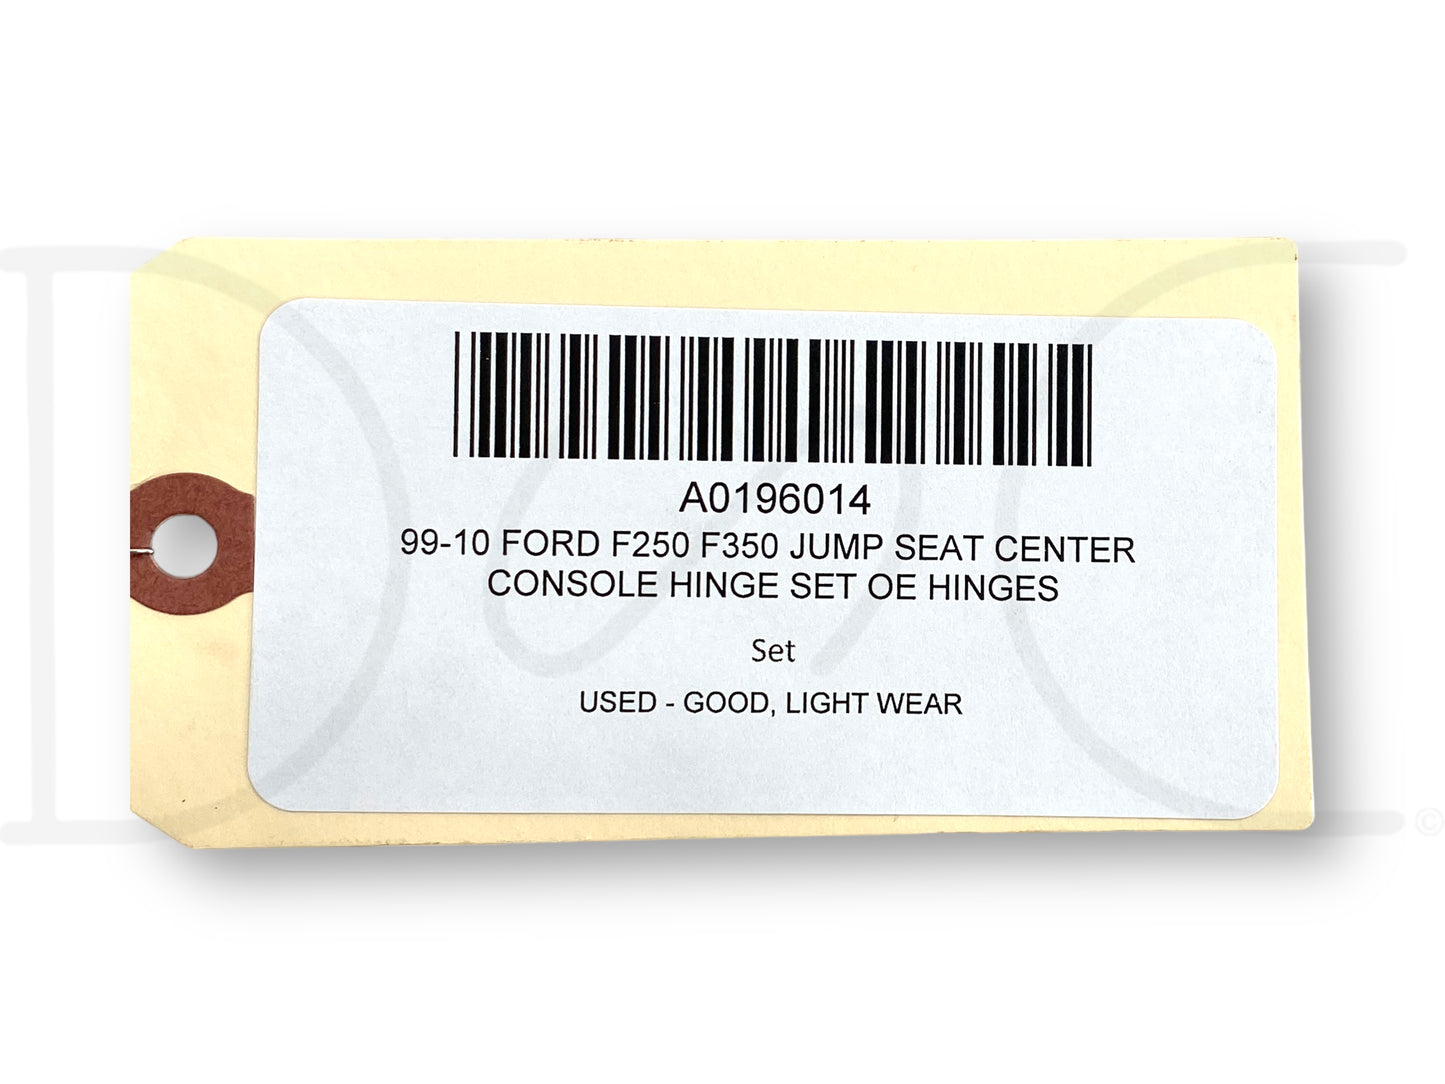 A0196014
99-10 FORD F250 F350 JUMP SEAT CENTER
CONSOLE HINGE SET OE HINGES
Set
USED - GOOD, LIGHT WEAR
©